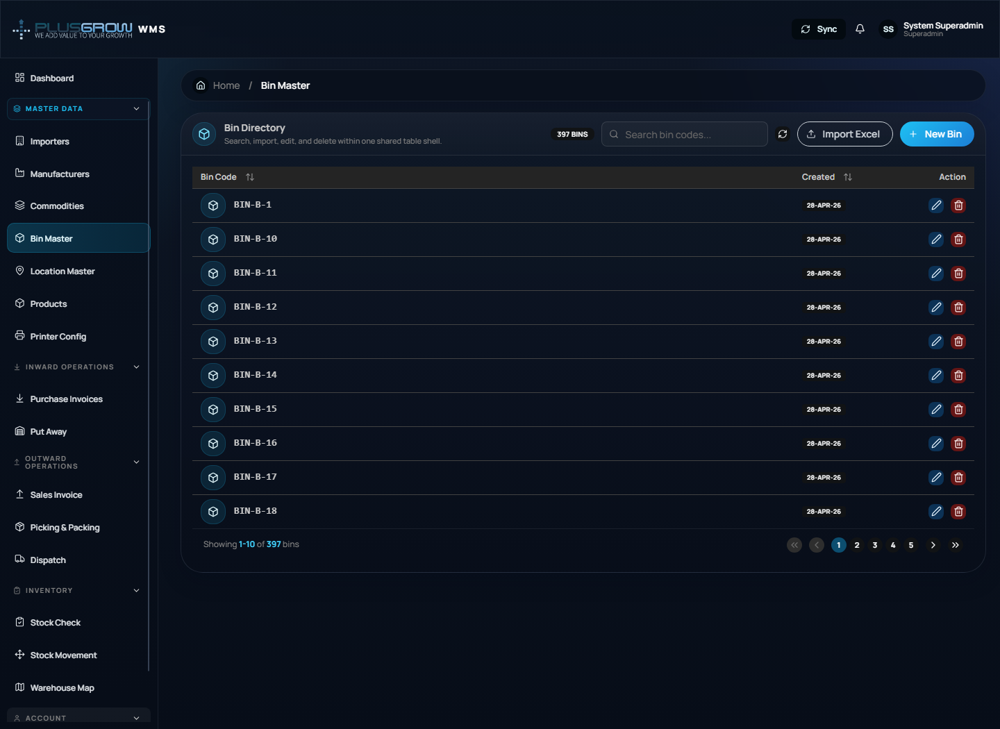 PLUSGROW WMS
WE ADD VALUE TO YOUR GROWTH
Sync
SS
System Superadmin
Superadmin
Dashboard
MASTER DATA
Importers
Manufacturers
Commodities
Bin Master
Location Master
Products
Printer Config
INWARD OPERATIONS
Purchase Invoices
Put Away
OUTWARD
OPERATIONS
Sales Invoice
Picking & Packing
Dispatch
INVENTORY
Stock Check
Stock Movement
Warehouse Map
ACCOUNT
Home / Bin Master
Bin Directory
Search, import, edit, and delete within one shared table shell.
397 BINS
Search bin codes...
Import Excel
+ New Bin
Bin Code Created Action
BIN-B-1 28-APR-26
BIN-B-10 28-APR-26
BIN-B-11 28-APR-26
BIN-B-12 28-APR-26
BIN-B-13 28-APR-26
BIN-B-14 28-APR-26
BIN-B-15 28-APR-26
BIN-B-16 28-APR-26
BIN-B-17 28-APR-26
BIN-B-18 28-APR-26
Showing 1-10 of 397 bins
1 2 3 4 5